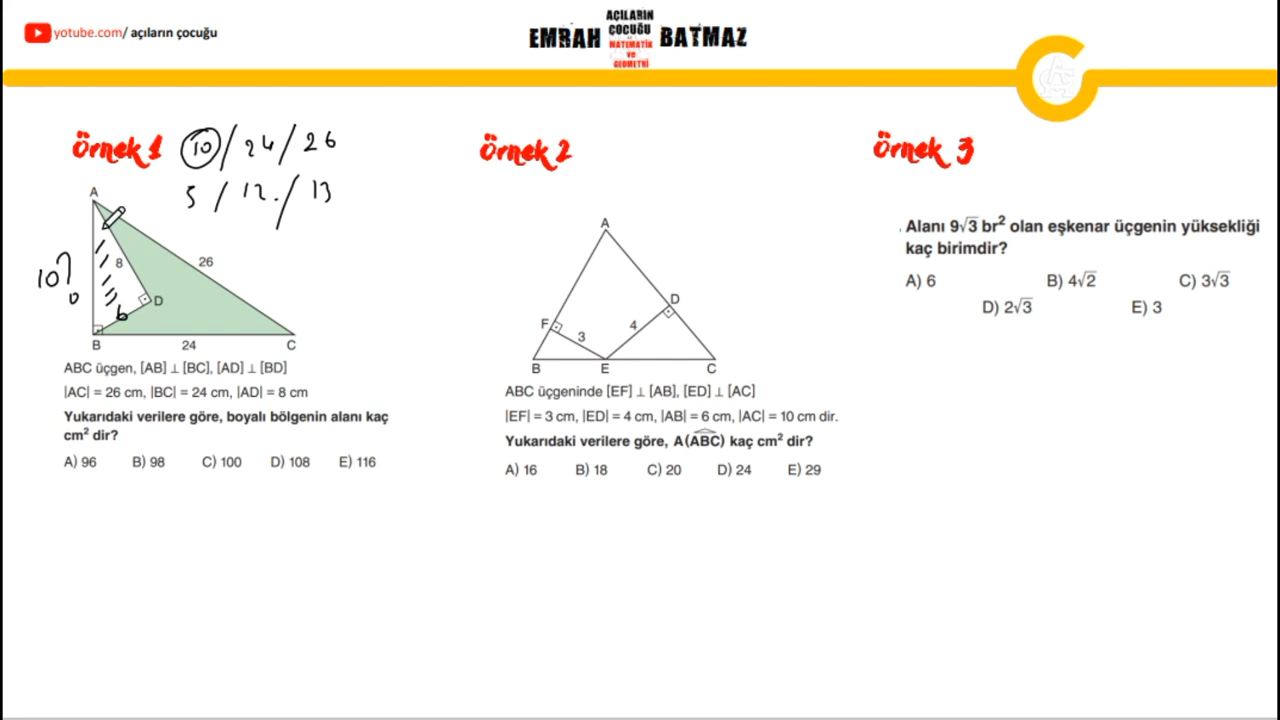 yotube.com/ açıların çocuğu
EMRAH AÇILARIN ÇOCUĞU MATEMATİK ve GEOMETRİ BATMAZ
Örnek 1
10 / 24 / 26
5 / 12 / 13
A
8
26
10?
6
D
B
24
C
ABC üçgen, [AB] ⊥ [BC], [AD] ⊥ [BD]
|AC| = 26 cm, |BC| = 24 cm, |AD| = 8 cm
Yukarıdaki verilere göre, boyalı bölgenin alanı kaç
cm² dir?
A) 96 B) 98 C) 100 D) 108 E) 116
Örnek 2
A
D
F
4
3
B
E
C
ABC üçgeninde [EF] ⊥ [AB], [ED] ⊥ [AC]
|EF| = 3 cm, |ED| = 4 cm, |AB| = 6 cm, |AC| = 10 cm dir.
Yukarıdaki verilere göre, A(ABC) kaç cm² dir?
A) 16 B) 18 C) 20 D) 24 E) 29
Örnek 3
Alanı 9√3 br² olan eşkenar üçgenin yüksekliği
kaç birimdir?
A) 6 B) 4√2 C) 3√3
D) 2√3 E) 3